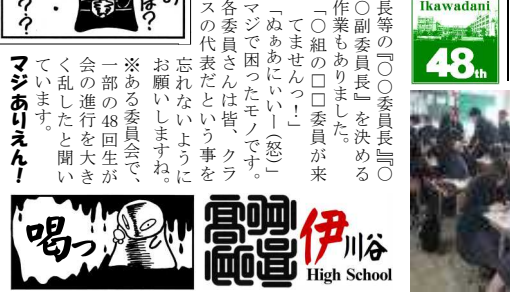 Ikawadani
48th
長等の『○○委員長』『○
○副委員長』を決める
作業もありました。
「○組の□□委員が来
てませんっ！」
「ぬぁあにぃいー(怒)」
マジで困ったモノです。
各委員さんは皆、クラ
スの代表だという事を
忘れないように
お願いしますね。
※ある委員会で、
一部の48回生が
会の進行を大き
く乱したと聞い
ています。
マジありえん！
喝っ
伊川谷
High School